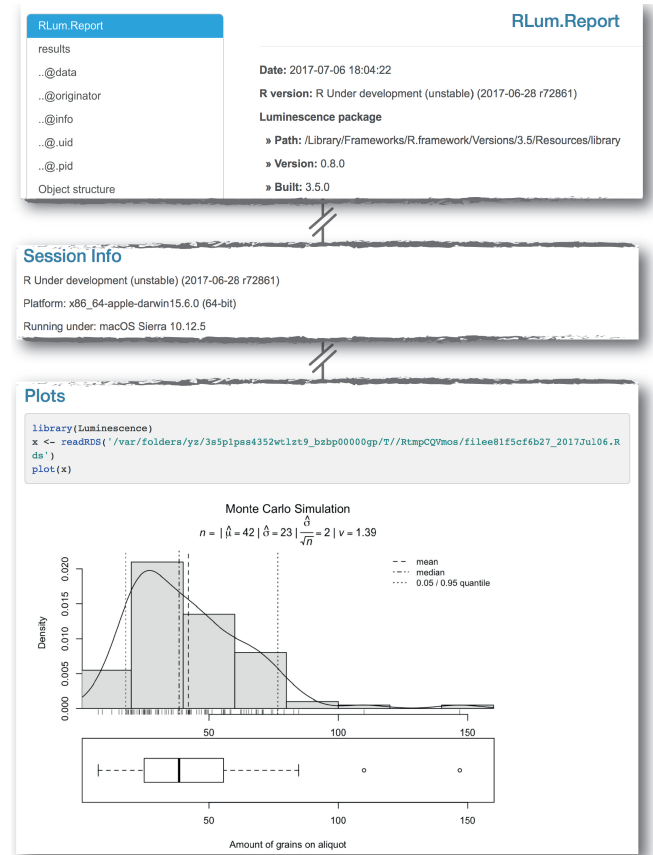 RLum.Report
results
..@data
..@originator
..@info
..@.uid
..@.pid
Object structure
RLum.Report
Date: 2017-07-06 18:04:22
R version: R Under development (unstable) (2017-06-28 r72861)
Luminescence package
» Path: /Library/Frameworks/R.framework/Versions/3.5/Resources/library
» Version: 0.8.0
» Built: 3.5.0
Session Info
R Under development (unstable) (2017-06-28 r72861)
Platform: x86_64-apple-darwin15.6.0 (64-bit)
Running under: macOS Sierra 10.12.5
Plots
library(Luminescence)
x <- readRDS('/var/folders/yz/3s5p1pss4352wtlzt9_bzbp00000gp/T//RtmpCQVmos/filee81f5cf6b27_2017Jul06.R
ds')
plot(x)
Monte Carlo Simulation
n = | μ̂ = 42 | σ̂ = 23 | σ̂/√n = 2 | v = 1.39
mean
median
0.05 / 0.95 quantile
Density
0.020
0.015
0.010
0.005
0.000
50 100 150
50 100 150
Amount of grains on aliquot